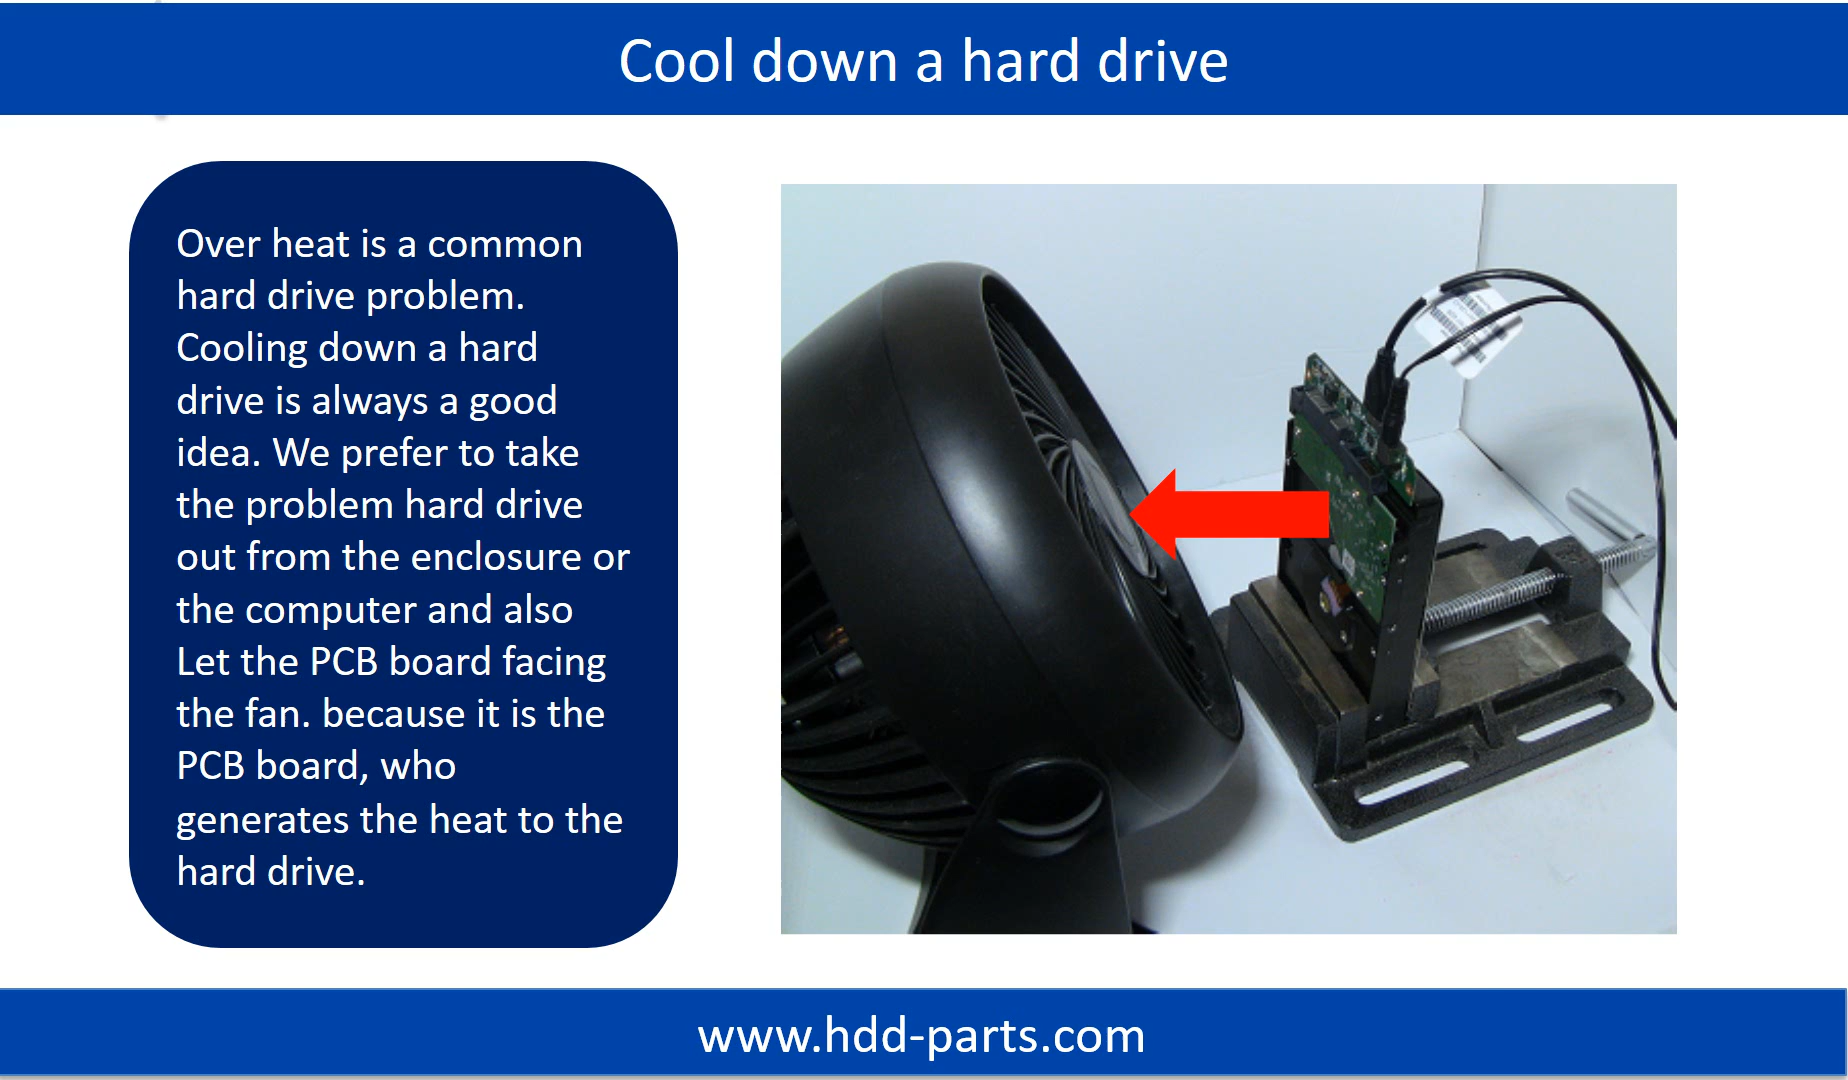 Cool down a hard drive
Over heat is a common
hard drive problem.
Cooling down a hard
drive is always a good
idea. We prefer to take
the problem hard drive
out from the enclosure or
the computer and also
Let the PCB board facing
the fan. because it is the
PCB board, who
generates the heat to the
hard drive.
www.hdd-parts.com